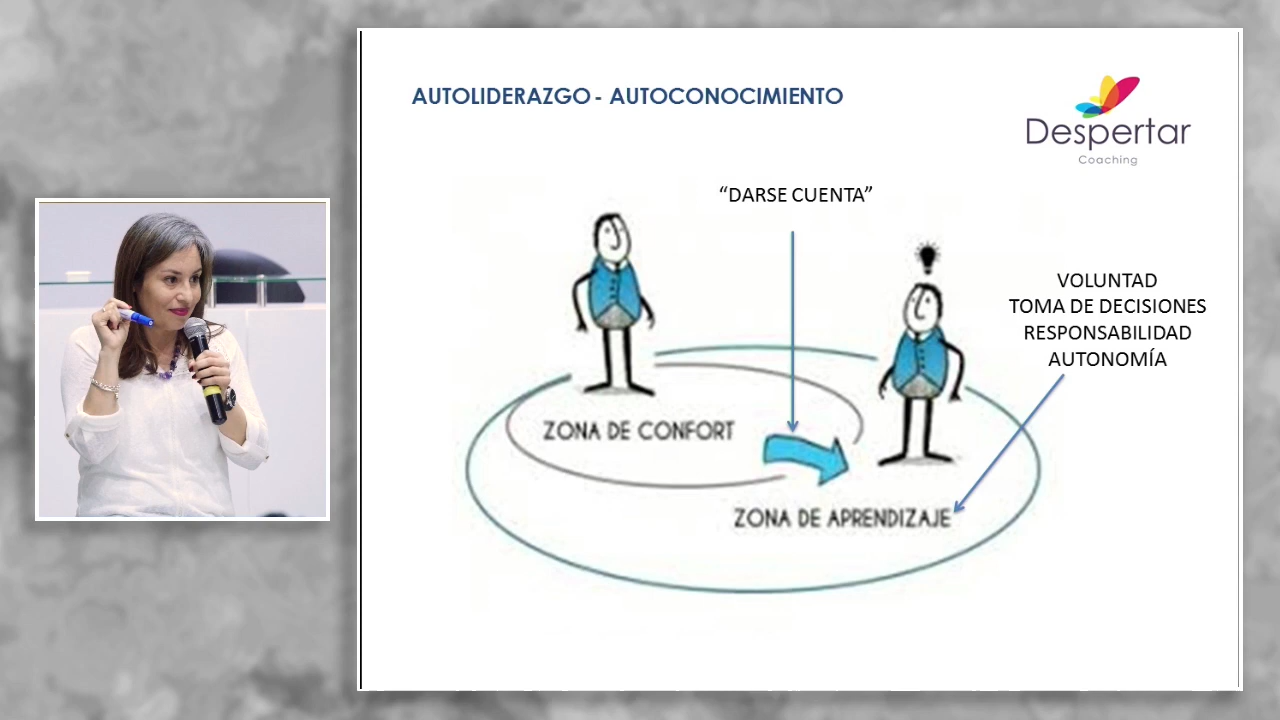 AUTOLIDERAZGO - AUTOCONOCIMIENTO
Despertar
Coaching
“DARSE CUENTA”
VOLUNTAD
TOMA DE DECISIONES
RESPONSABILIDAD
AUTONOMÍA
ZONA DE CONFORT
ZONA DE APRENDIZAJE